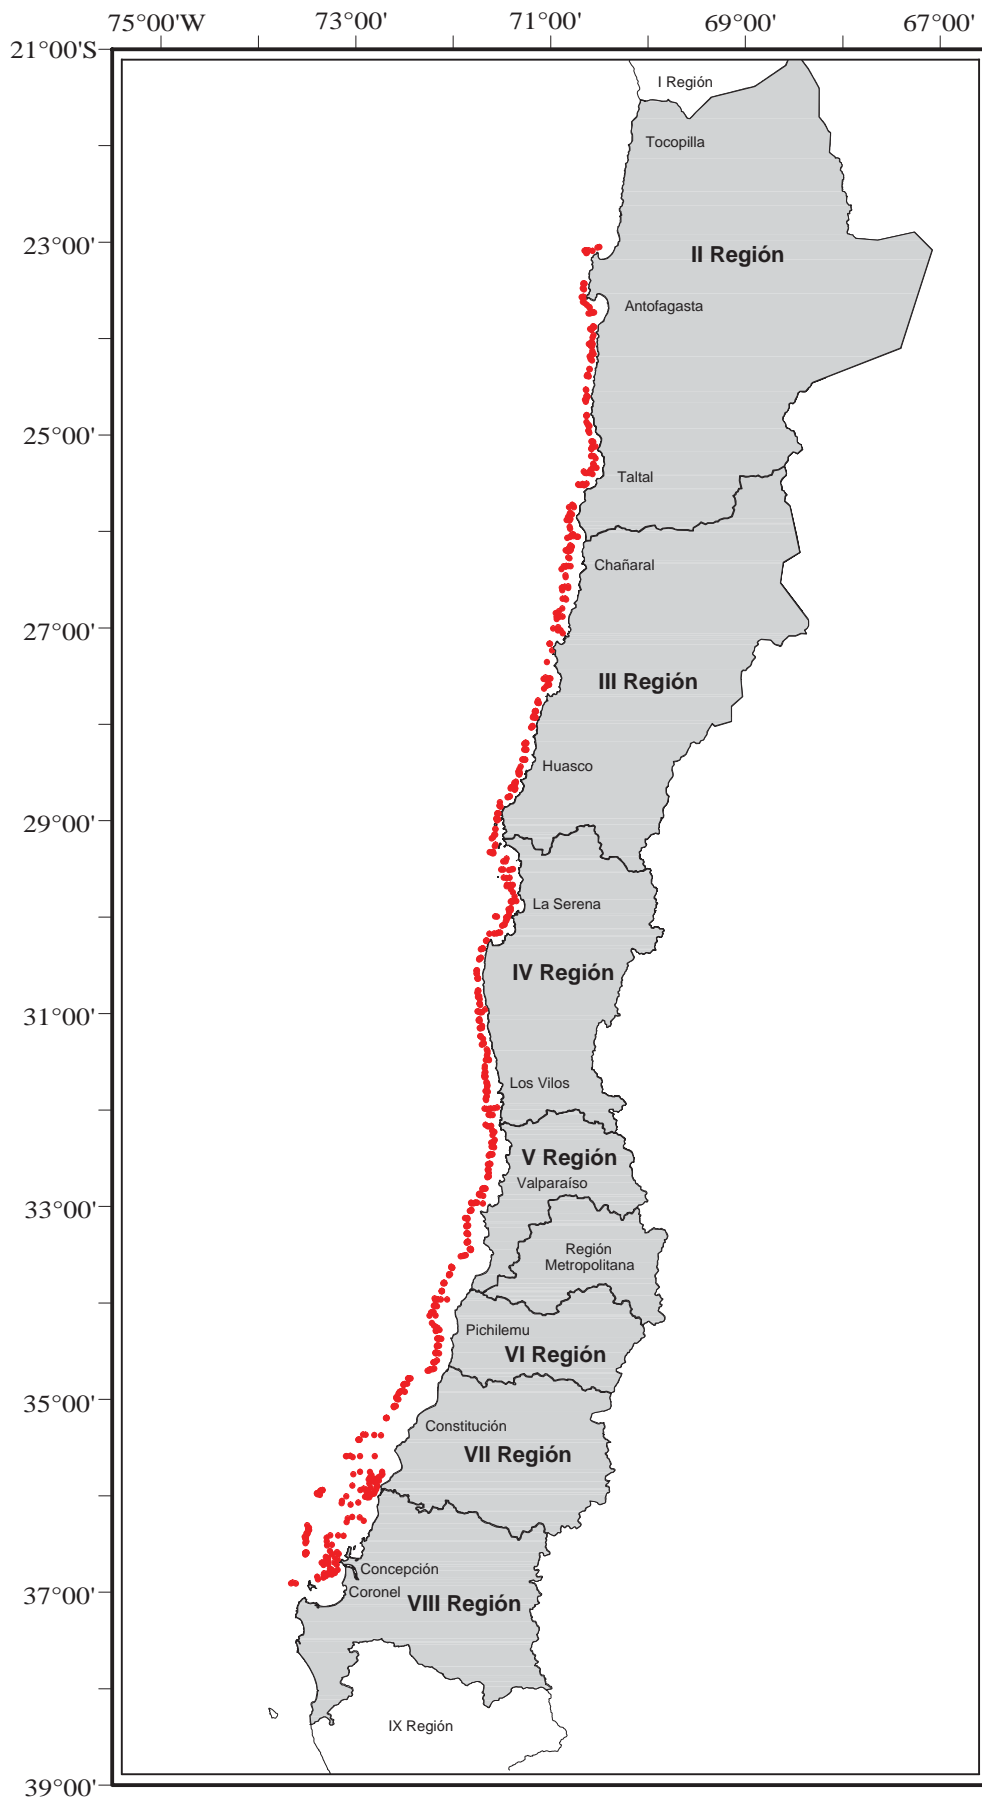 75°00'W 73°00' 71°00' 69°00' 67°00'
21°00'S
I Región
Tocopilla
23°00'
II Región
Antofagasta
25°00'
Taltal
Chañaral
27°00'
III Región
Huasco
29°00'
La Serena
IV Región
31°00'
Los Vilos
V Región
Valparaíso
33°00'
Región
Metropolitana
Pichilemu
VI Región
35°00'
Constitución
VII Región
Concepción
37°00'
Coronel
VIII Región
IX Región
39°00'